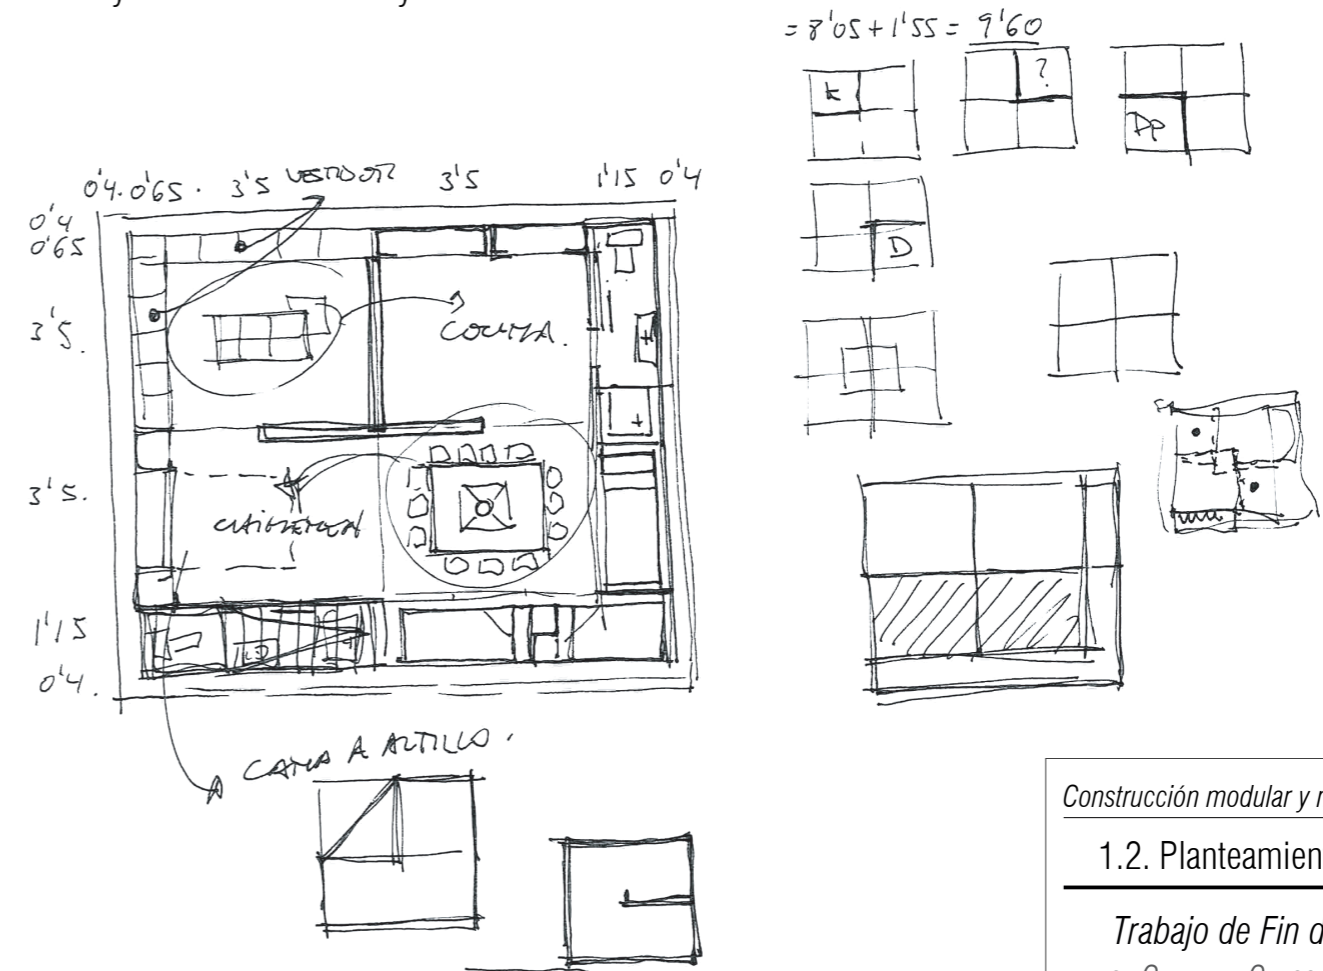 = 8'05 + 1'55 = 9'60
K
?
Dp
D
0'4 . 0'65 . 3'5 VESTIDOR 3'5 1'15 0'4
0'4
0'65
3'5.
COCINA.
3'5.
1'15
0'4.
CAMA A ALTILLO.
Construcción modular y
1.2. Planteamien
Trabajo de Fin d